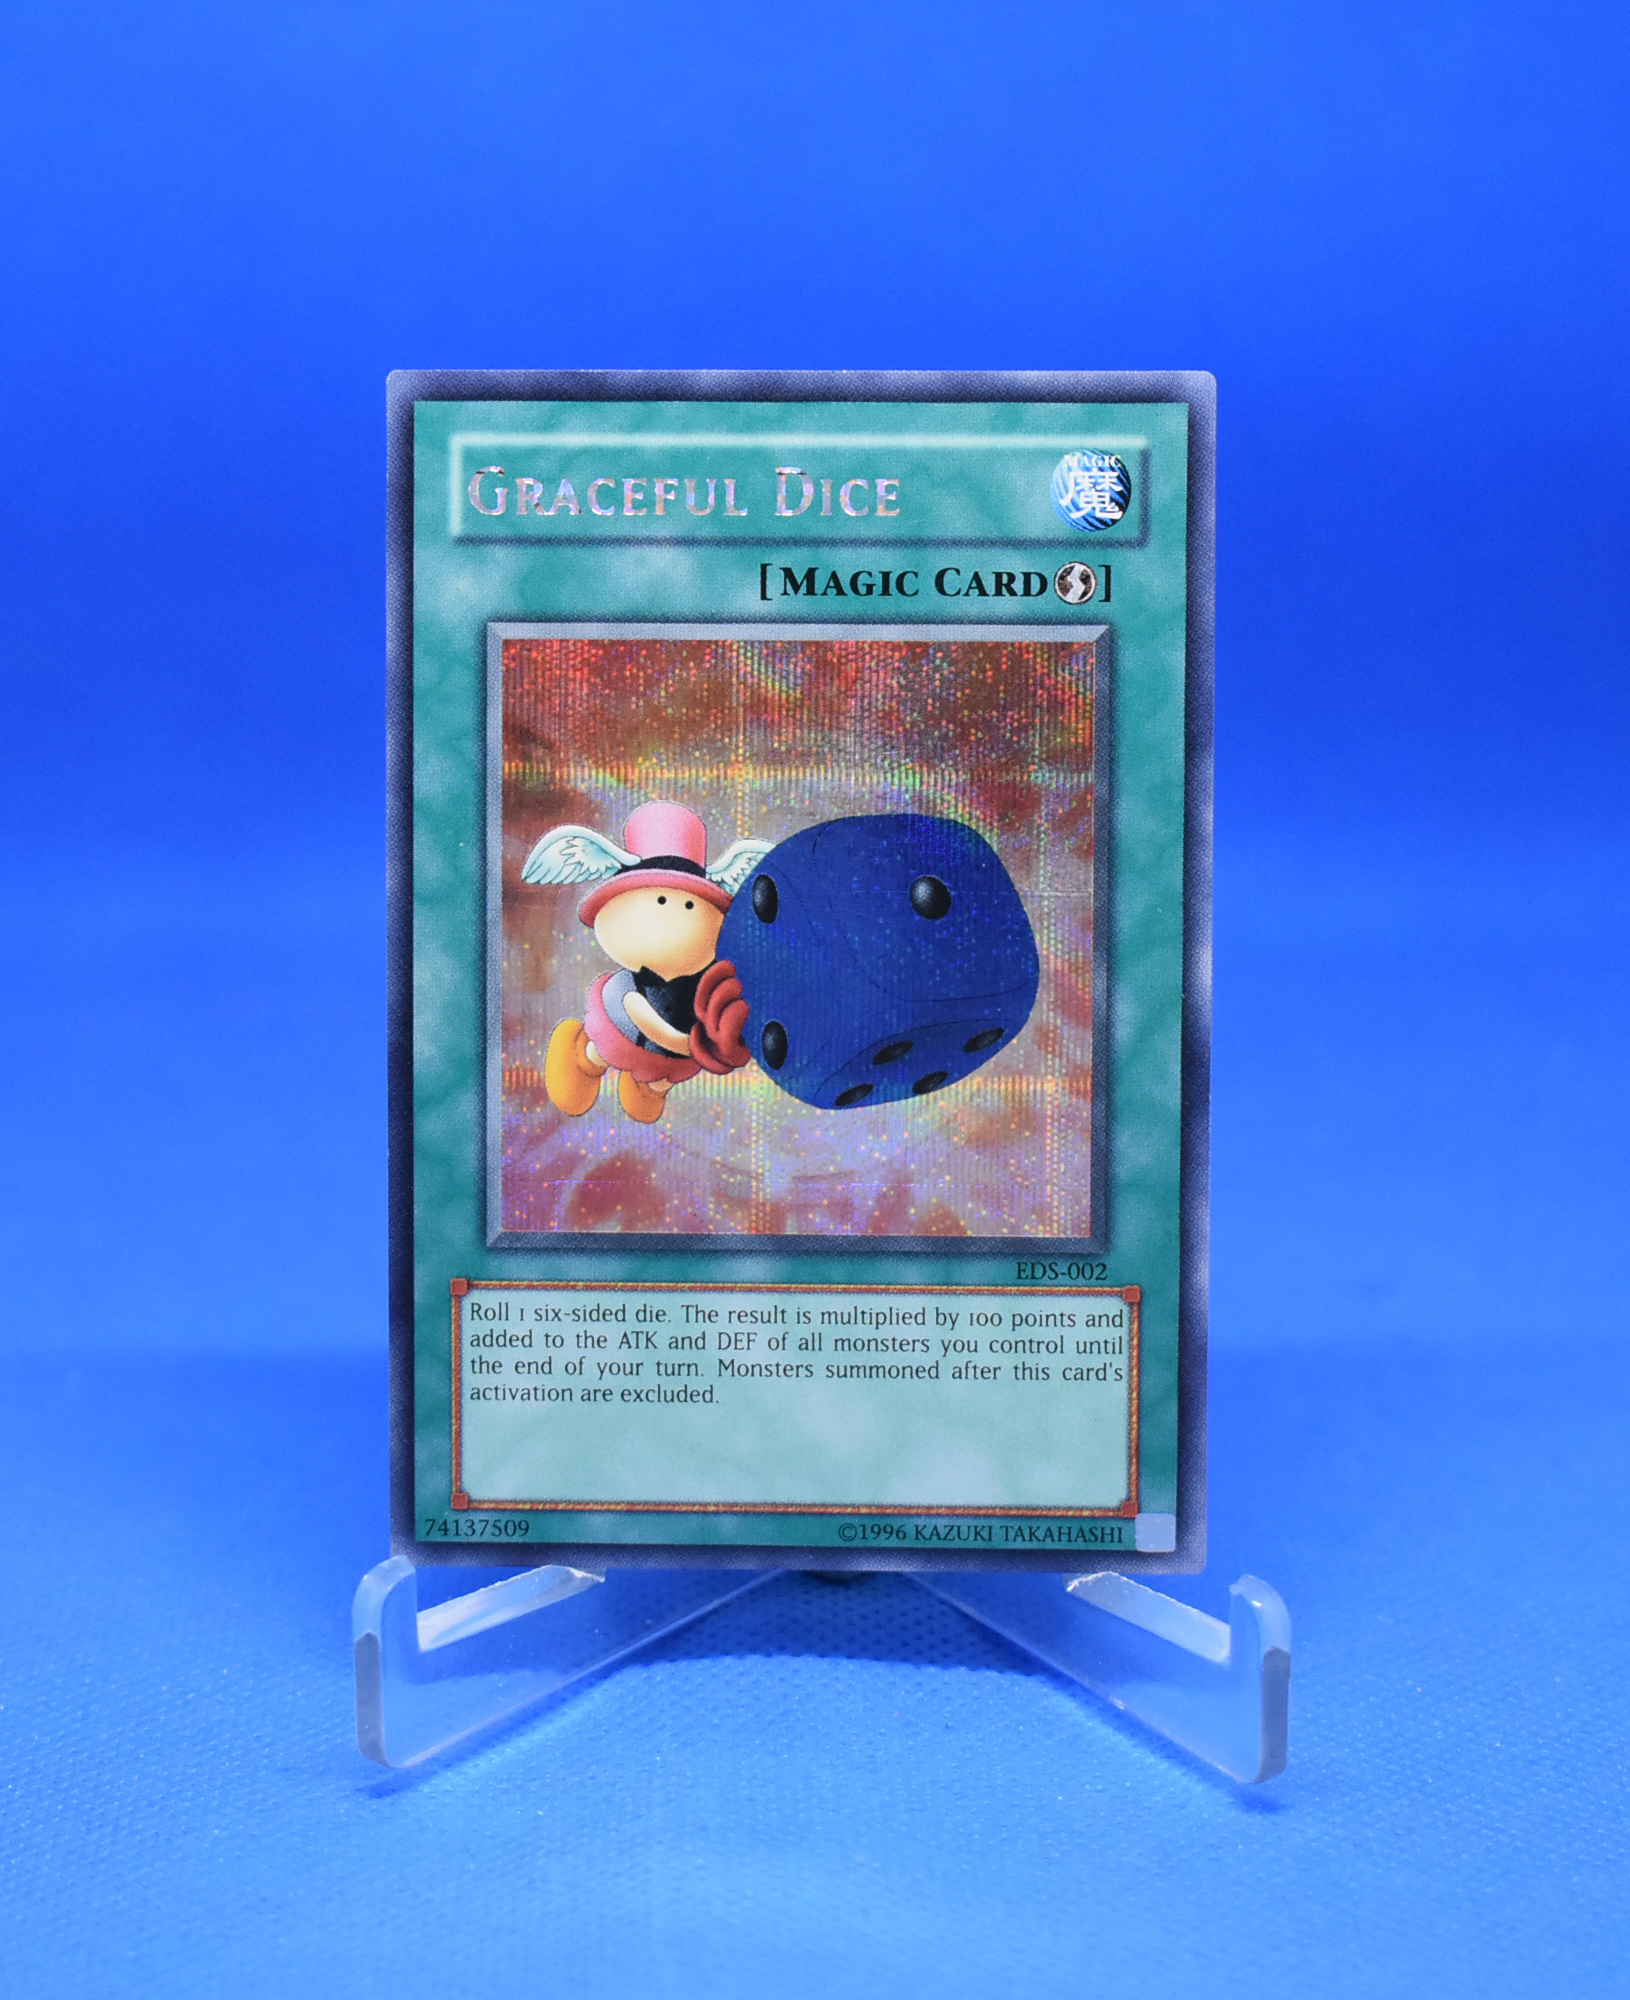 GRACEFUL DICE
MAGIC
魔
[MAGIC CARD]
EDS-002
Roll 1 six-sided die. The result is multiplied by 100 points and
added to the ATK and DEF of all monsters you control until
the end of your turn. Monsters summoned after this card's
activation are excluded.
74137509
©1996 KAZUKI TAKAHASHI